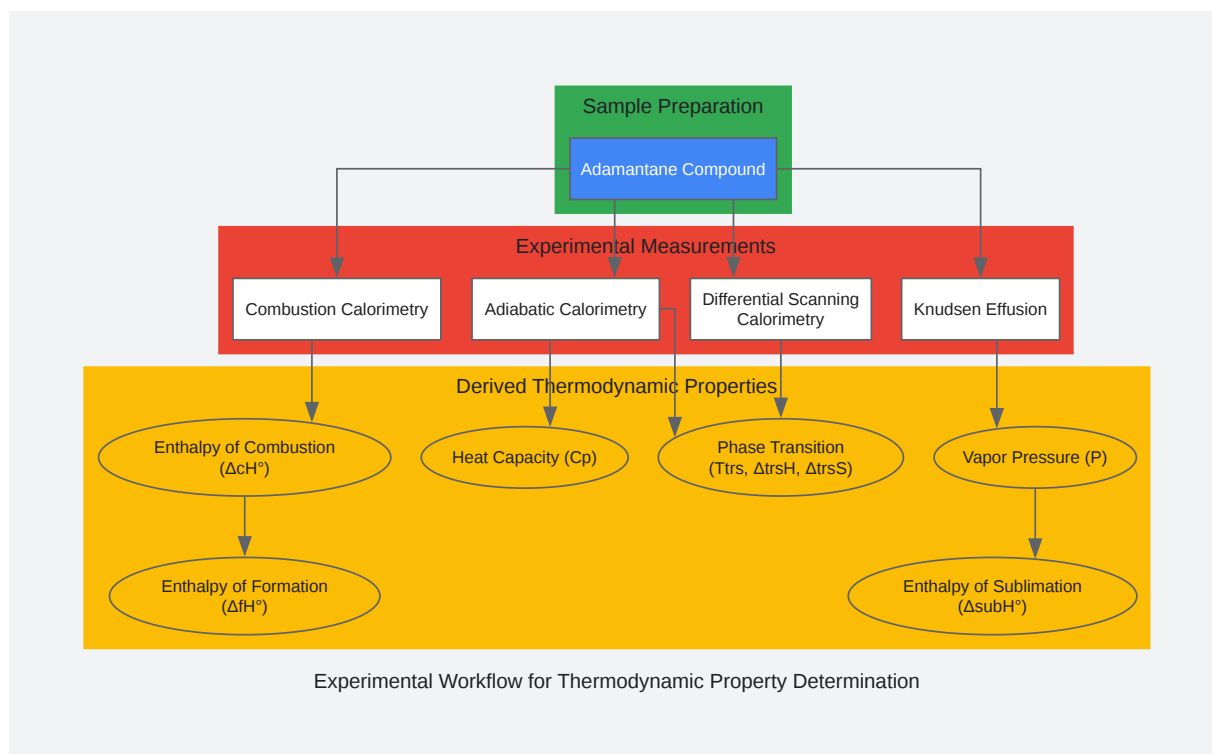 Sample Preparation
Adamantane Compound
Experimental Measurements
Combustion Calorimetry
Adiabatic Calorimetry
Differential Scanning
Calorimetry
Knudsen Effusion
Derived Thermodynamic Properties
Enthalpy of Combustion
(ΔcH°)
Heat Capacity (Cp)
Phase Transition
(Ttrs, ΔtrsH, ΔtrsS)
Vapor Pressure (P)
Enthalpy of Formation
(ΔfH°)
Enthalpy of Sublimation
(ΔsubH°)
Experimental Workflow for Thermodynamic Property Determination